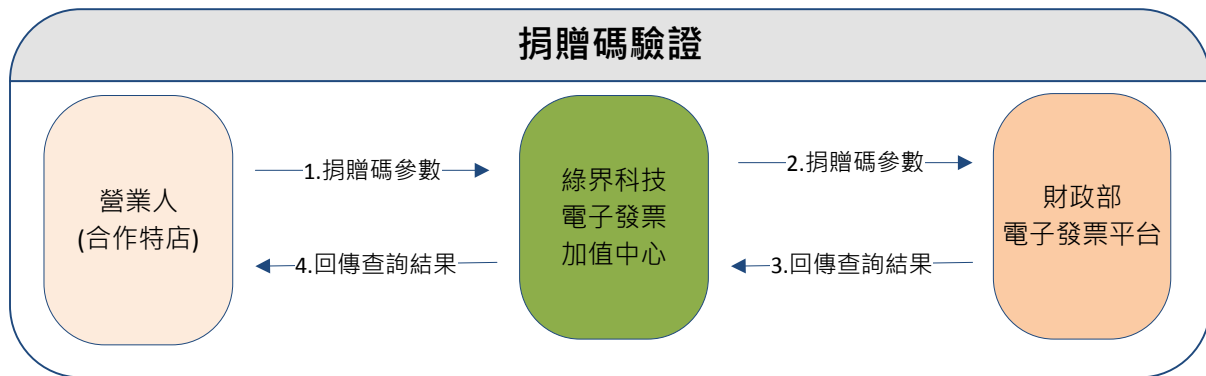 捐贈碼驗證
營業人
(合作特店)
1.捐贈碼參數
4.回傳查詢結果
綠界科技
電子發票
加值中心
2.捐贈碼參數
3.回傳查詢結果
財政部
電子發票平台